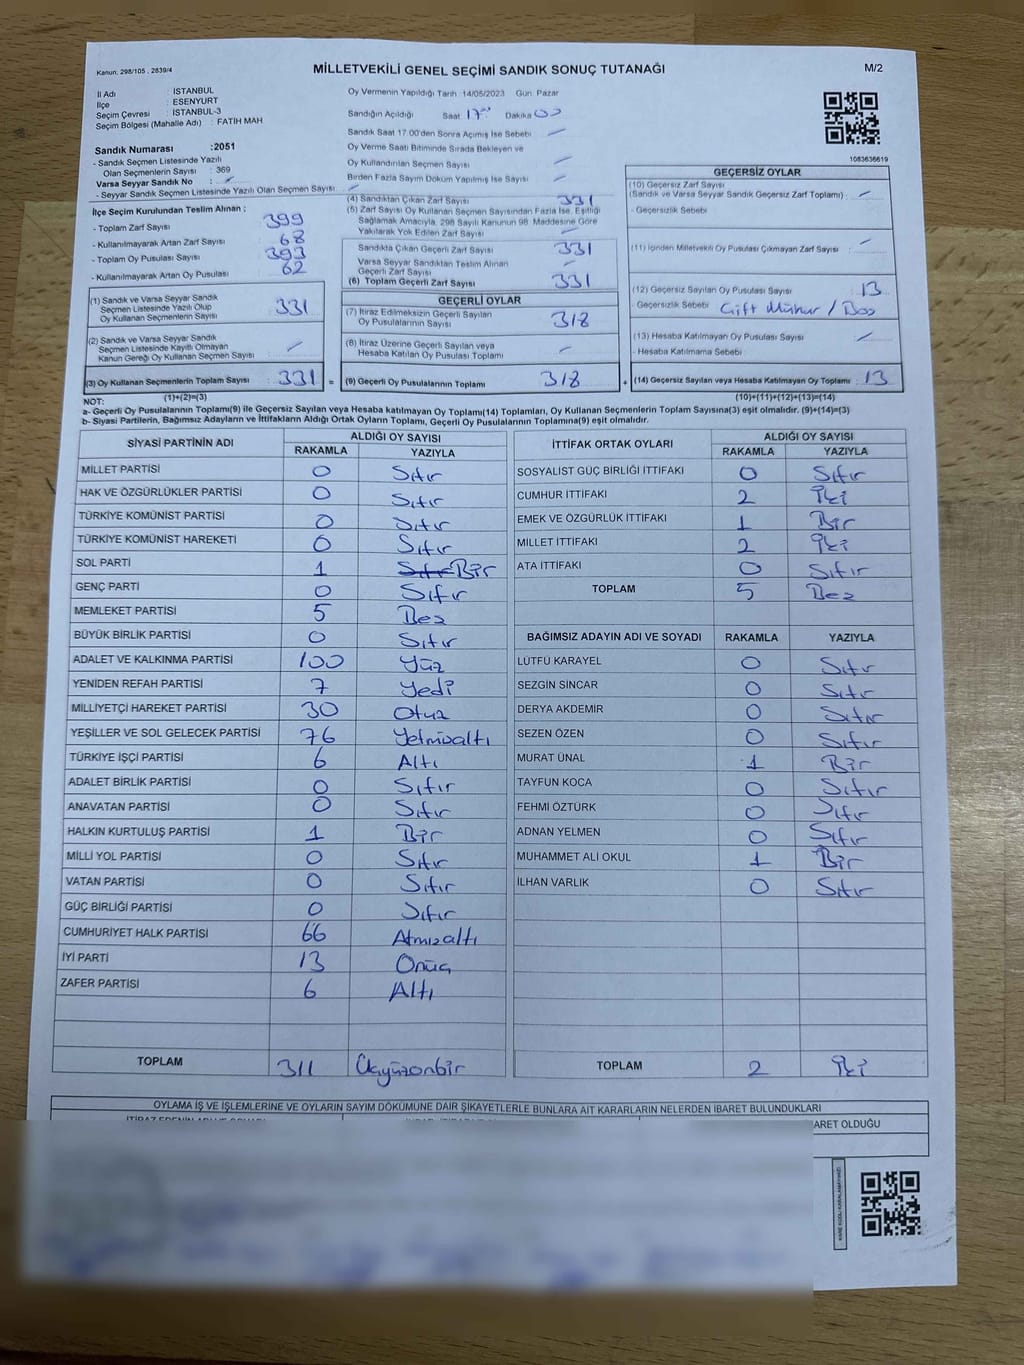 Kanun. 298/105 . 2839/4
MİLLETVEKİLİ GENEL SEÇİMİ SANDIK SONUÇ TUTANAĞI
M/2
İl Adı : İSTANBUL
İlçe : ESENYURT
Seçim Çevresi : İSTANBUL-3
Seçim Bölgesi (Mahalle Adı) : FATİH MAH
Sandık Numarası :2051
- Sandık Seçmen Listesinde Yazılı
Olan Seçmenlerin Sayısı : 369
Varsa Seyyar Sandık No :
- Seyyar Sandık Seçmen Listesinde Yazılı Olan Seçmen Sayısı :
Oy Vermenin Yapıldığı Tarih :14/05/2023 Gün: Pazar
Sandığın Açıldığı Saat 17 Dakika 00
Sandık Saat 17.00'den Sonra Açımış İse Sebebi
Oy Verme Saati Bitiminde Sırada Bekleyen ve
Oy Kullandırılan Seçmen Sayısı
Birden Fazla Sayım Döküm Yapılmış İse Sayısı
1083636619
İlçe Seçim Kurulundan Teslim Alınan ;
- Toplam Zarf Sayısı 399
- Kullanılmayarak Artan Zarf Sayısı : 68
- Toplam Oy Pusulası Sayısı 393
- Kullanılmayarak Artan Oy Pusulası 62
(1) Sandık ve Varsa Seyyar Sandık
Seçmen Listesinde Yazılı Olup
Oy Kullanan Seçmenlerin Sayısı 331
(2) Sandık ve Varsa Seyyar Sandık
Seçmen Listesinde Kayıtlı Olmayan
Kanun Gereği Oy Kullanan Seçmen Sayısı
(3) Oy Kullanan Seçmenlerin Toplam Sayısı : 331 =
(4) Sandıktan Çıkan Zarf Sayısı 331
(5) Zarf Sayısı Oy Kullanan Seçmen Sayısından Fazla İse, Eşitliği
Sağlamak Amacıyla, 298 Sayılı Kanunun 98. Maddesine Göre
Yakılarak Yok Edilen Zarf Sayısı
Sandıkta Çıkan Geçerli Zarf Sayısı 331
Varsa Seyyar Sandıktan Teslim Alınan
Geçerli Zarf Sayısı
(6) Toplam Geçerli Zarf Sayısı 331
GEÇERLİ OYLAR
(7) İtiraz Edilmeksizin Geçerli Sayılan
Oy Pusulalarının Sayısı 318
(8) İtiraz Üzerine Geçerli Sayılan veya
Hesaba Katılan Oy Pusulası Toplamı
(9) Geçerli Oy Pusulalarının Toplamı 318 +
GEÇERSİZ OYLAR
(10) Geçersiz Zarf Sayısı
(Sandık ve Varsa Seyyar Sandık Geçersiz Zarf Toplamı) :
- Geçersizlik Sebebi
(11) İçinden Milletvekili Oy Pusulası Çıkmayan Zarf Sayısı
(12) Geçersiz Sayılan Oy Pusulası Sayısı : 13
- Geçersizlik Sebebi Çift Mühür / Boş
(13) Hesaba Katılmayan Oy Pusulası Sayısı
- Hesaba Katılmama Sebebi
(14) Geçersiz Sayılan veya Hesaba Katılmayan Oy Toplamı : 13
NOT: (1)+(2)=(3) (10)+(11)+(12)+(13)=(14)
a- Geçerli Oy Pusulalarının Toplamı(9) ile Geçersiz Sayılan veya Hesaba katılmayan Oy Toplamı(14) Toplamları, Oy Kullanan Seçmenlerin Toplam Sayısına(3) eşit olmalıdır. (9)+(14)=(3)
b- Siyasi Partilerin, Bağımsız Adayların ve İttifakların Aldığı Ortak Oyların Toplamı, Geçerli Oy Pusulalarının Toplamına(9) eşit olmalıdır.
SİYASİ PARTİNİN ADI ALDIĞI OY SAYISI
RAKAMLA YAZIYLA
MİLLET PARTİSİ 0 Sıfır
HAK VE ÖZGÜRLÜKLER PARTİSİ 0 Sıfır
TÜRKİYE KOMÜNİST PARTİSİ 0 Sıfır
TÜRKİYE KOMÜNİST HAREKETİ 0 Sıfır
SOL PARTİ 1 Sıfır Bir
GENÇ PARTİ 0 Sıfır
MEMLEKET PARTİSİ 5 Beş
BÜYÜK BİRLİK PARTİSİ 0 Sıfır
ADALET VE KALKINMA PARTİSİ 100 Yüz
YENİDEN REFAH PARTİSİ 7 Yedi
MİLLİYETÇİ HAREKET PARTİSİ 30 Otuz
YEŞİLLER VE SOL GELECEK PARTİSİ 76 Yetmişaltı
TÜRKİYE İŞÇİ PARTİSİ 6 Altı
ADALET BİRLİK PARTİSİ 0 Sıfır
ANAVATAN PARTİSİ 0 Sıfır
HALKIN KURTULUŞ PARTİSİ 1 Bir
MİLLİ YOL PARTİSİ 0 Sıfır
VATAN PARTİSİ 0 Sıfır
GÜÇ BİRLİĞİ PARTİSİ 0 Sıfır
CUMHURİYET HALK PARTİSİ 66 Atmışaltı
İYİ PARTİ 13 Onüç
ZAFER PARTİSİ 6 Altı
TOPLAM 311 Üçyüzonbir
İTTİFAK ORTAK OYLARI ALDIĞI OY SAYISI
RAKAMLA YAZIYLA
SOSYALİST GÜÇ BİRLİĞİ İTTİFAKI 0 Sıfır
CUMHUR İTTİFAKI 2 İki
EMEK VE ÖZGÜRLÜK İTTİFAKI 1 Bir
MİLLET İTTİFAKI 2 İki
ATA İTTİFAKI 0 Sıfır
TOPLAM 5 Beş
BAĞIMSIZ ADAYIN ADI VE SOYADI RAKAMLA YAZIYLA
LÜTFÜ KARAYEL 0 Sıfır
SEZGİN SİNCAR 0 Sıfır
DERYA AKDEMİR 0 Sıfır
SEZEN ÖZEN 0 Sıfır
MURAT ÜNAL 1 Bir
TAYFUN KOCA 0 Sıfır
FEHMİ ÖZTÜRK 0 Sıfır
ADNAN YELMEN 0 Sıfır
MUHAMMET ALİ OKUL 1 Bir
İLHAN VARLIK 0 Sıfır
TOPLAM 2 İki
OYLAMA İŞ VE İŞLEMLERİNE VE OYLARIN SAYIM DÖKÜMÜNE DAİR ŞİKAYETLERLE BUNLARA AİT KARARLARIN NELERDEN İBARET BULUNDUKLARI
ARET OLDUĞU